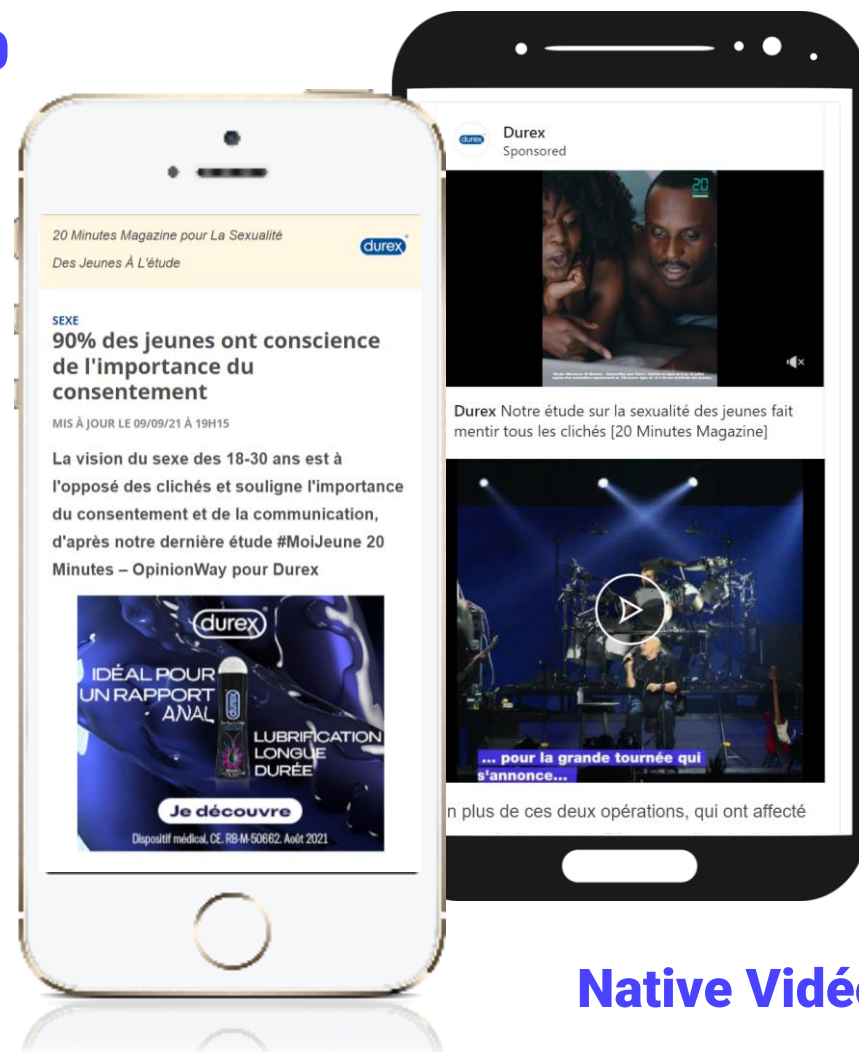 20 Minutes Magazine pour La Sexualité
Des Jeunes À L'étude
durex
SEXE
90% des jeunes ont conscience
de l'importance du
consentement
MIS À JOUR LE 09/09/21 À 19H15
La vision du sexe des 18-30 ans est à
l'opposé des clichés et souligne l'importance
du consentement et de la communication,
d'après notre dernière étude #MoiJeune 20
Minutes – OpinionWay pour Durex
durex
IDÉAL POUR
UN RAPPORT
ANAL
durex
LUBRIFICATION
LONGUE
DURÉE
Je découvre
Dispositif médical, CE. RB-M-50662. Août 2021
durex
Durex
Sponsored
20
Durex Notre étude sur la sexualité des jeunes fait
mentir tous les clichés [20 Minutes Magazine]
... pour la grande tournée qui
s'annonce...
n plus de ces deux opérations, qui ont affecté
Native Vidé